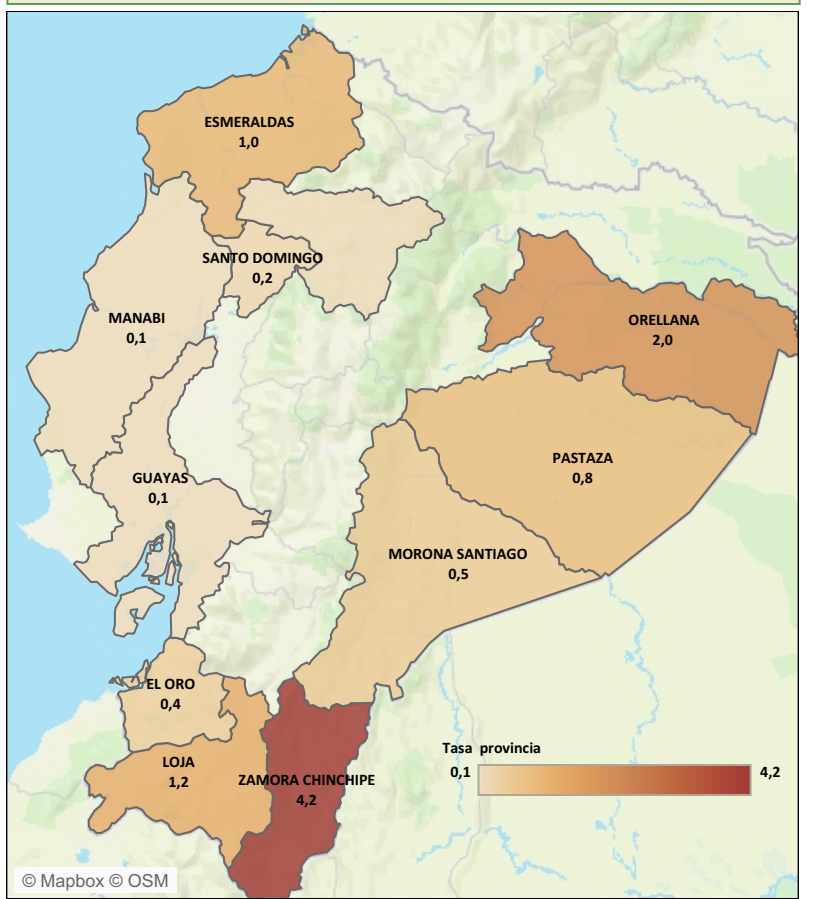 ESMERALDAS
1,0
SANTO DOMINGO
0,2
MANABI
0,1
ORELLANA
2,0
GUAYAS
0,1
PASTAZA
0,8
MORONA SANTIAGO
0,5
EL ORO
0,4
LOJA
1,2
ZAMORA CHINCHIPE
4,2
Tasa provincia
0,1
4,2
© Mapbox © OSM